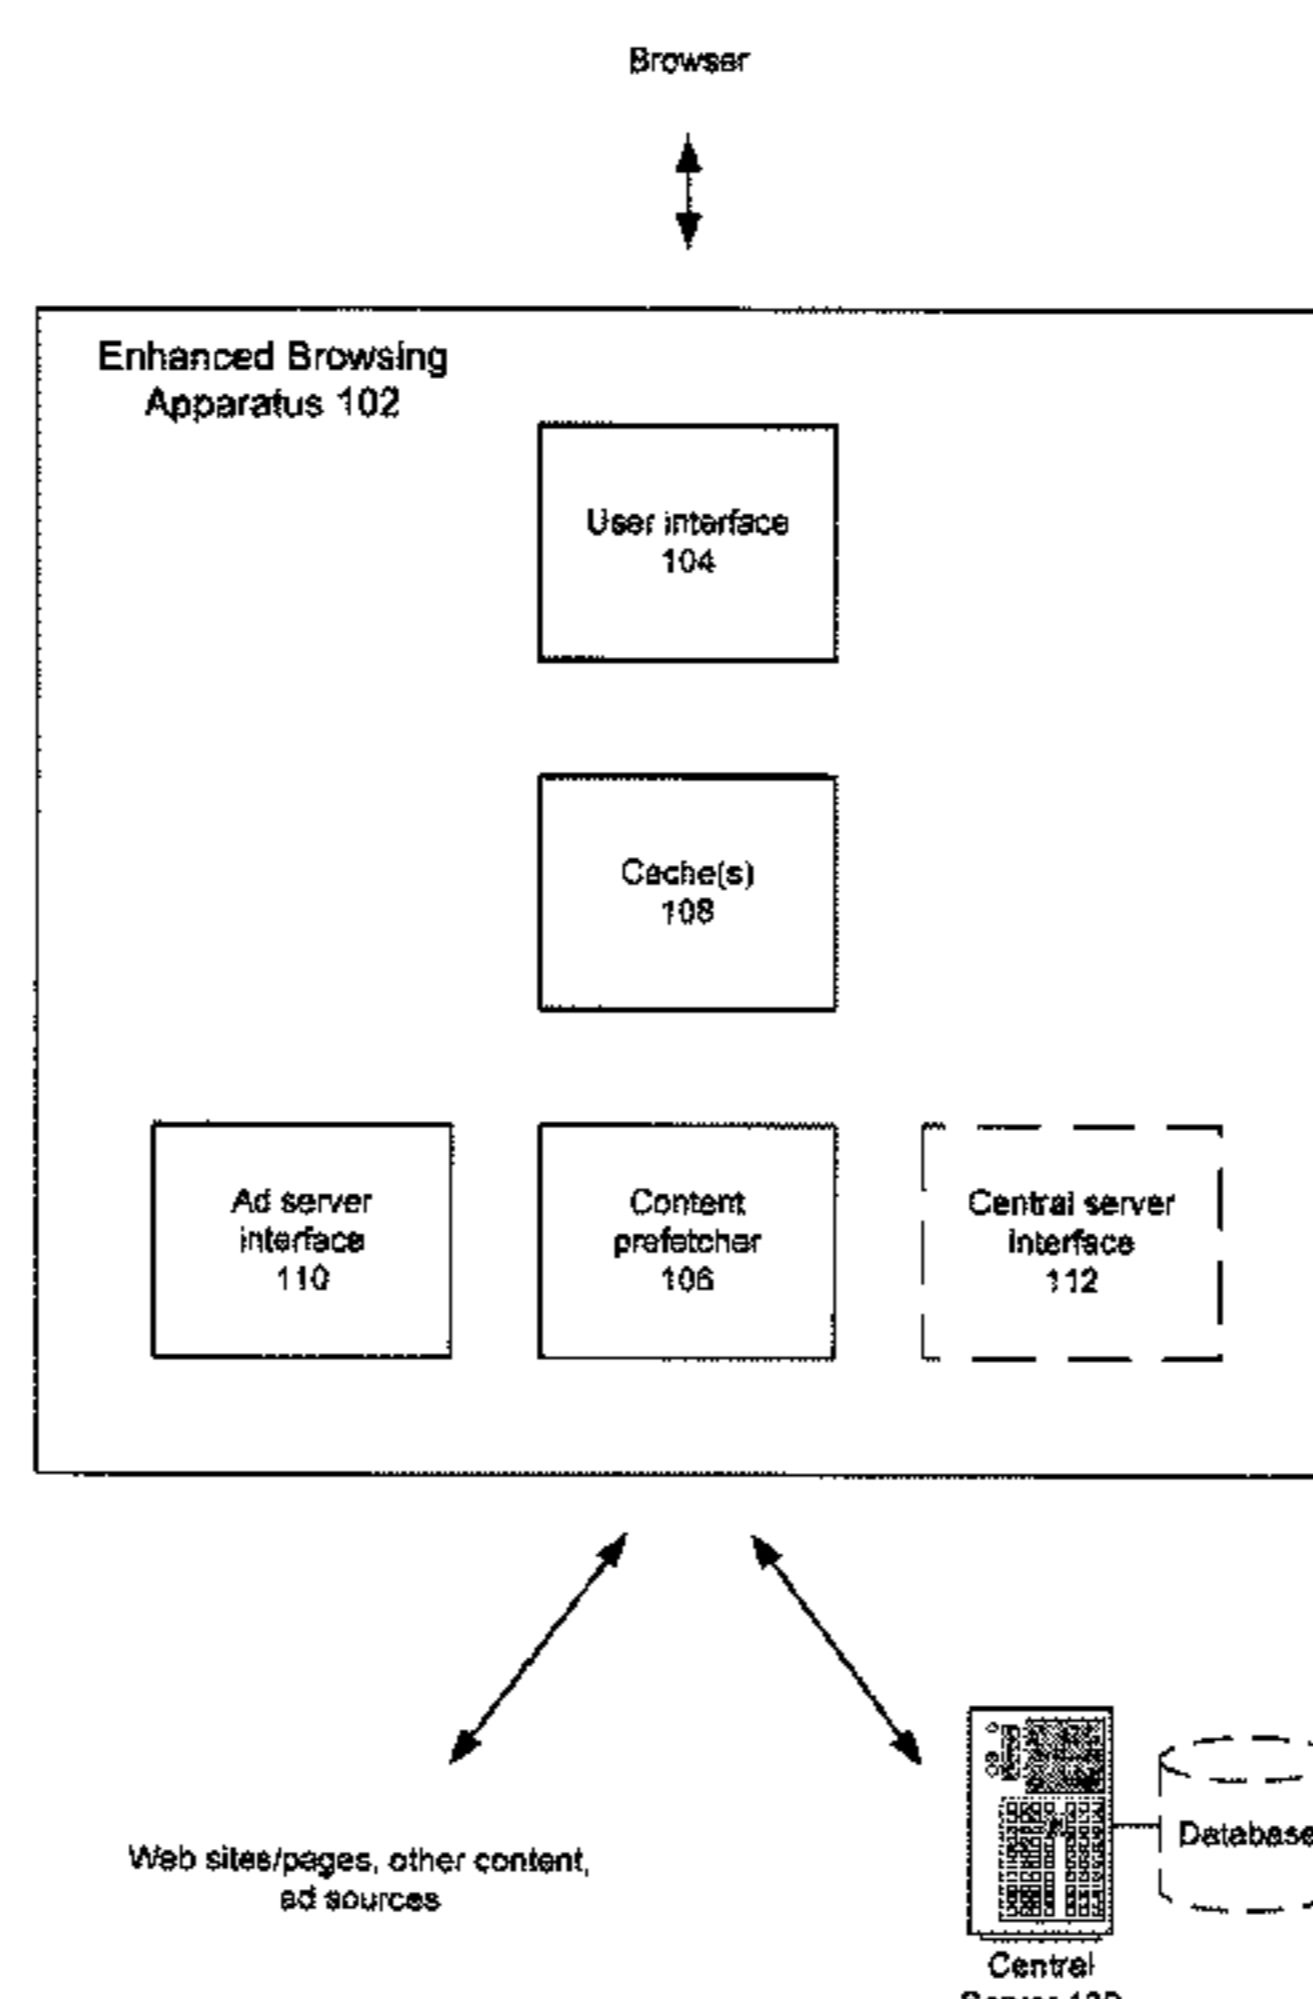 Browser
Enhanced Browsing
Apparatus 102
User interface
104
Cache(s)
108
Ad server
interface
110
Content
prefetcher
106
Central server
interface
112
Web sites/pages, other content,
ad sources
Database
Central
Server